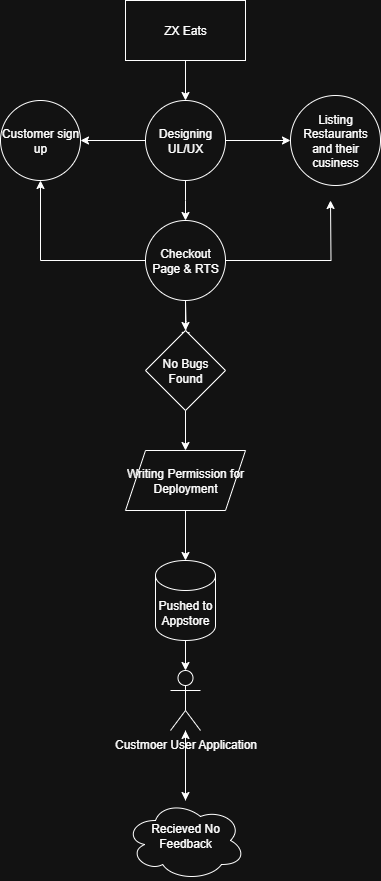 ZX Eats
Customer sign
up
Designing
UL/UX
Listing
Restaurants
and their
cusiness
Checkout
Page & RTS
No Bugs
Found
Writing Permission for
Deployment
Pushed to
Appstore
Custmoer User Application
Recieved No
Feedback